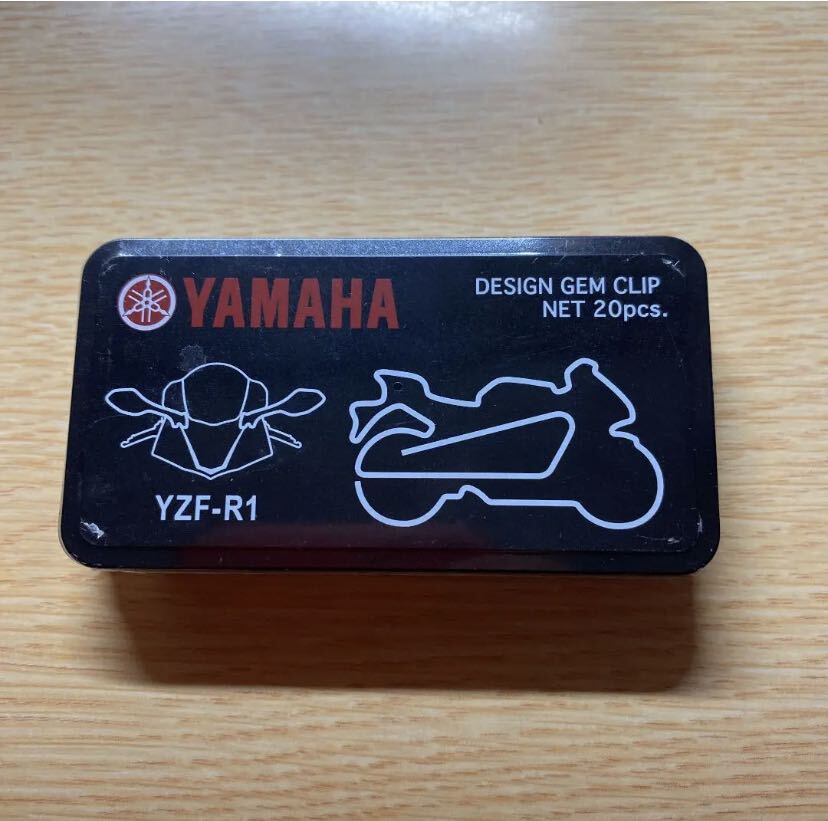 YAMAHA
DESIGN GEM CLIP
NET 20pcs.
YZF-R1